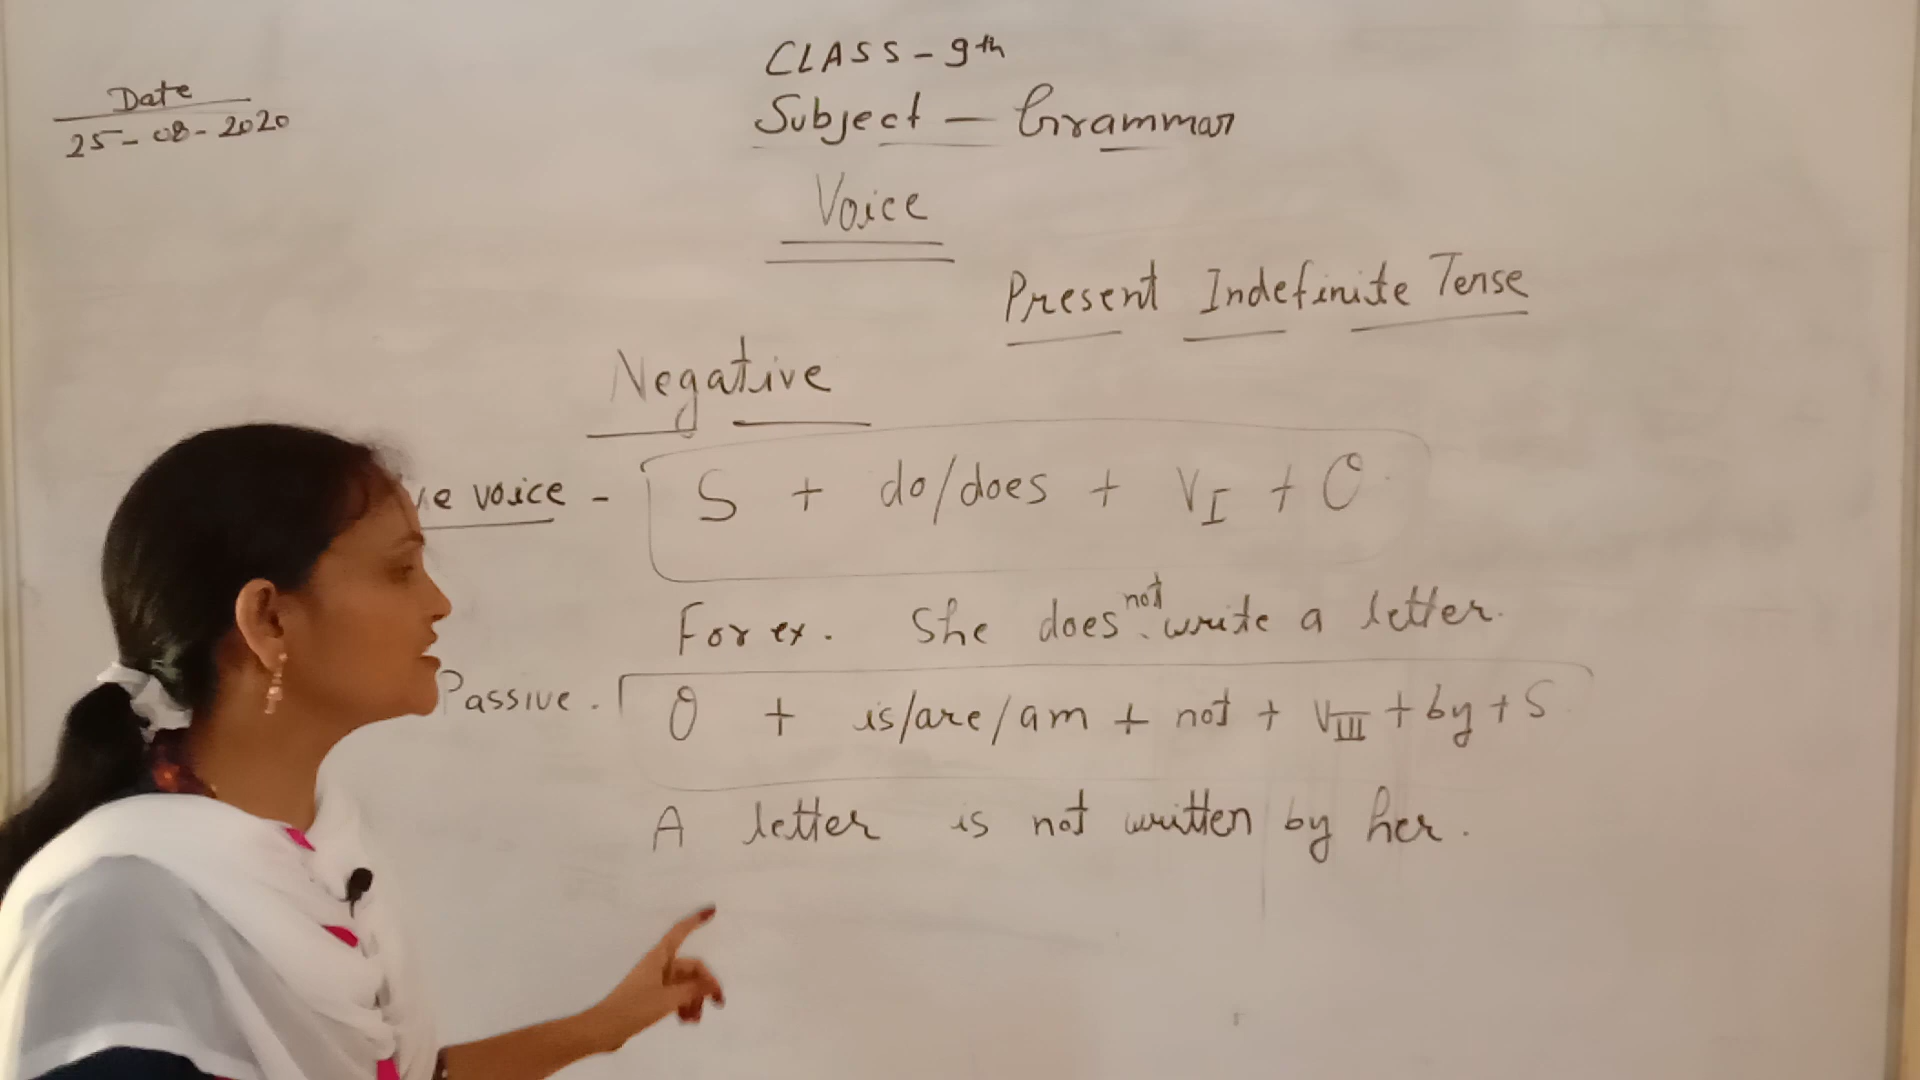 Date
25-08-2020
CLASS-9th
Subject - Grammar
Voice
Present Indefinite Tense
Negative
ve voice - S + do/does + VI + O
For ex. She does not write a letter.
Passive. O + is/are/am + not + VIII + by + S
A letter is not written by her.